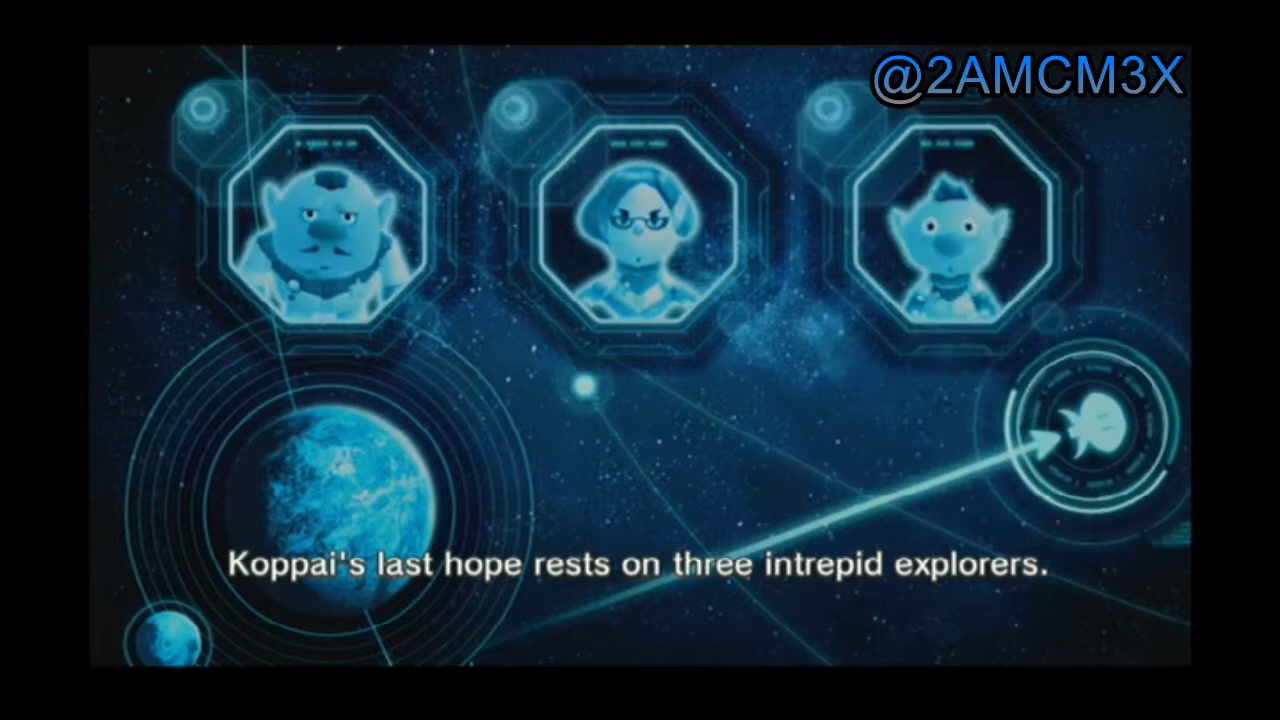 @2AMCM3X
Koppai's last hope rests on three intrepid explorers.